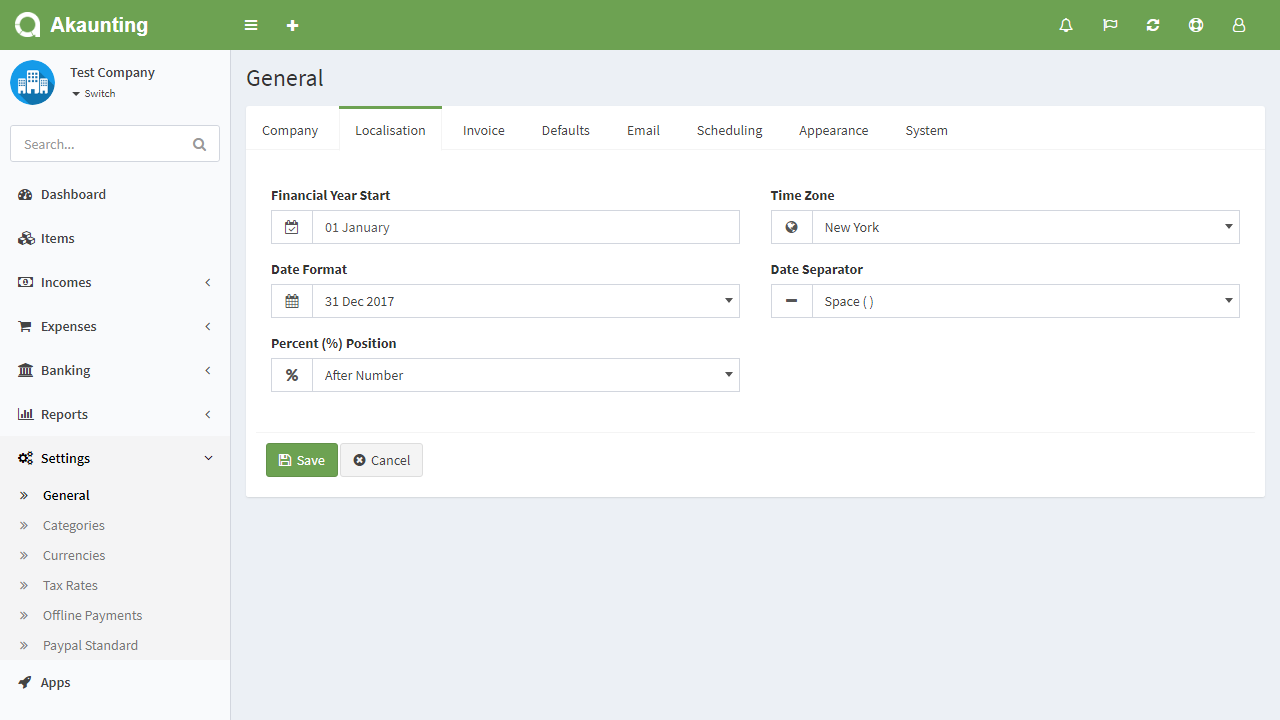 Akaunting
Test Company
Switch
Search...
Dashboard
Items
Incomes
Expenses
Banking
Reports
Settings
General
Categories
Currencies
Tax Rates
Offline Payments
Paypal Standard
Apps
General
Company Localisation Invoice Defaults Email Scheduling Appearance System
Financial Year Start
01 January
Time Zone
New York
Date Format
31 Dec 2017
Date Separator
Space ( )
Percent (%) Position
%
After Number
Save Cancel